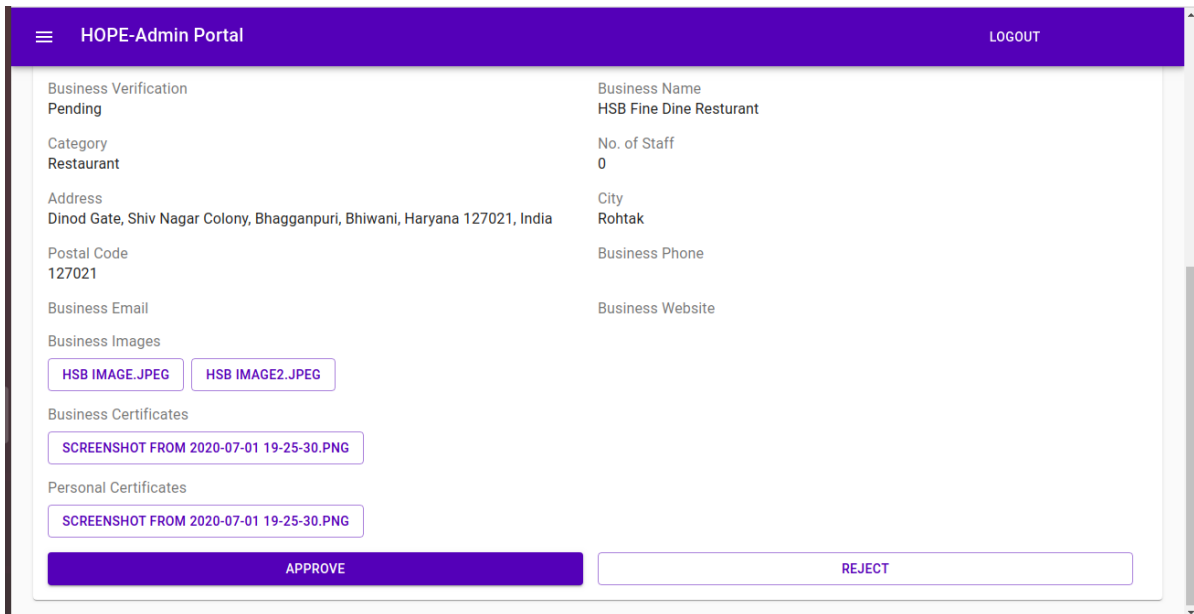 HOPE-Admin Portal
LOGOUT
Business Verification
Pending
Business Name
HSB Fine Dine Resturant
Category
Restaurant
No. of Staff
0
Address
Dinod Gate, Shiv Nagar Colony, Bhagganpuri, Bhiwani, Haryana 127021, India
City
Rohtak
Postal Code
127021
Business Phone
Business Email
Business Website
Business Images
HSB IMAGE.JPEG
HSB IMAGE2.JPEG
Business Certificates
SCREENSHOT FROM 2020-07-01 19-25-30.PNG
Personal Certificates
SCREENSHOT FROM 2020-07-01 19-25-30.PNG
APPROVE
REJECT